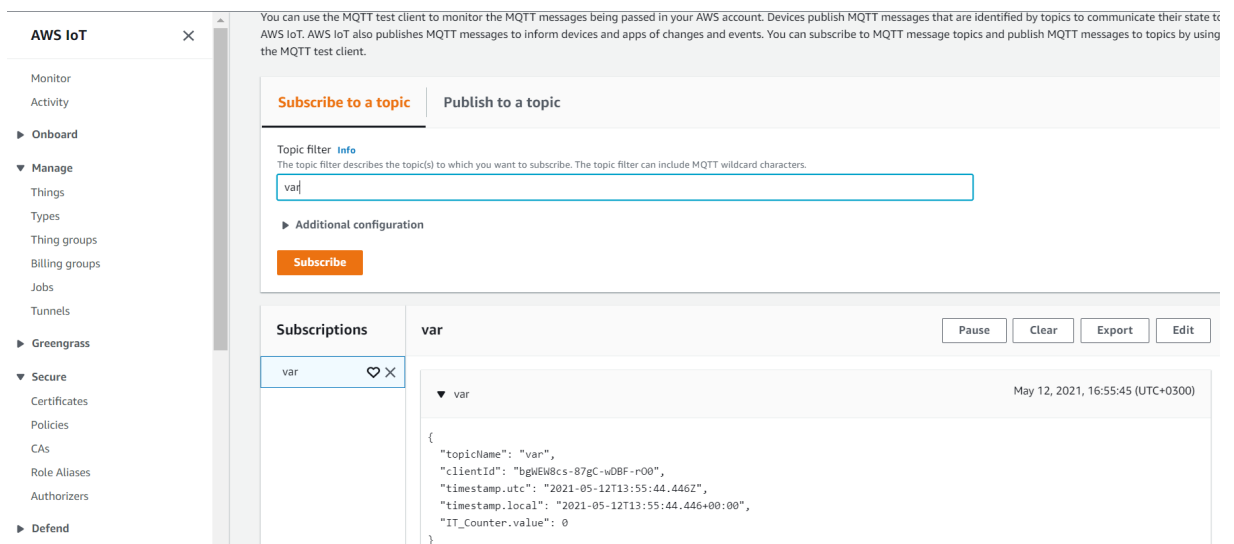 AWS IoT
Monitor
Activity
Onboard
Manage
Things
Types
Thing groups
Billing groups
Jobs
Tunnels
Greengrass
Secure
Certificates
Policies
CAs
Role Aliases
Authorizers
Defend
You can use the MQTT test client to monitor the MQTT messages being passed in your AWS account. Devices publish MQTT messages that are identified by topics to communicate their state to
AWS IoT. AWS IoT also publishes MQTT messages to inform devices and apps of changes and events. You can subscribe to MQTT message topics and publish MQTT messages to topics by using
the MQTT test client.
Subscribe to a topic
Publish to a topic
Topic filter Info
The topic filter describes the topic(s) to which you want to subscribe. The topic filter can include MQTT wildcard characters.
var
Additional configuration
Subscribe
Subscriptions
var
var
Pause
Clear
Export
Edit
var
May 12, 2021, 16:55:45 (UTC+0300)
{
"topicName": "var",
"clientId": "bgWEW8cs-87gC-wDBF-rO0",
"timestamp.utc": "2021-05-12T13:55:44.446Z",
"timestamp.local": "2021-05-12T13:55:44.446+00:00",
"IT_Counter.value": 0
}